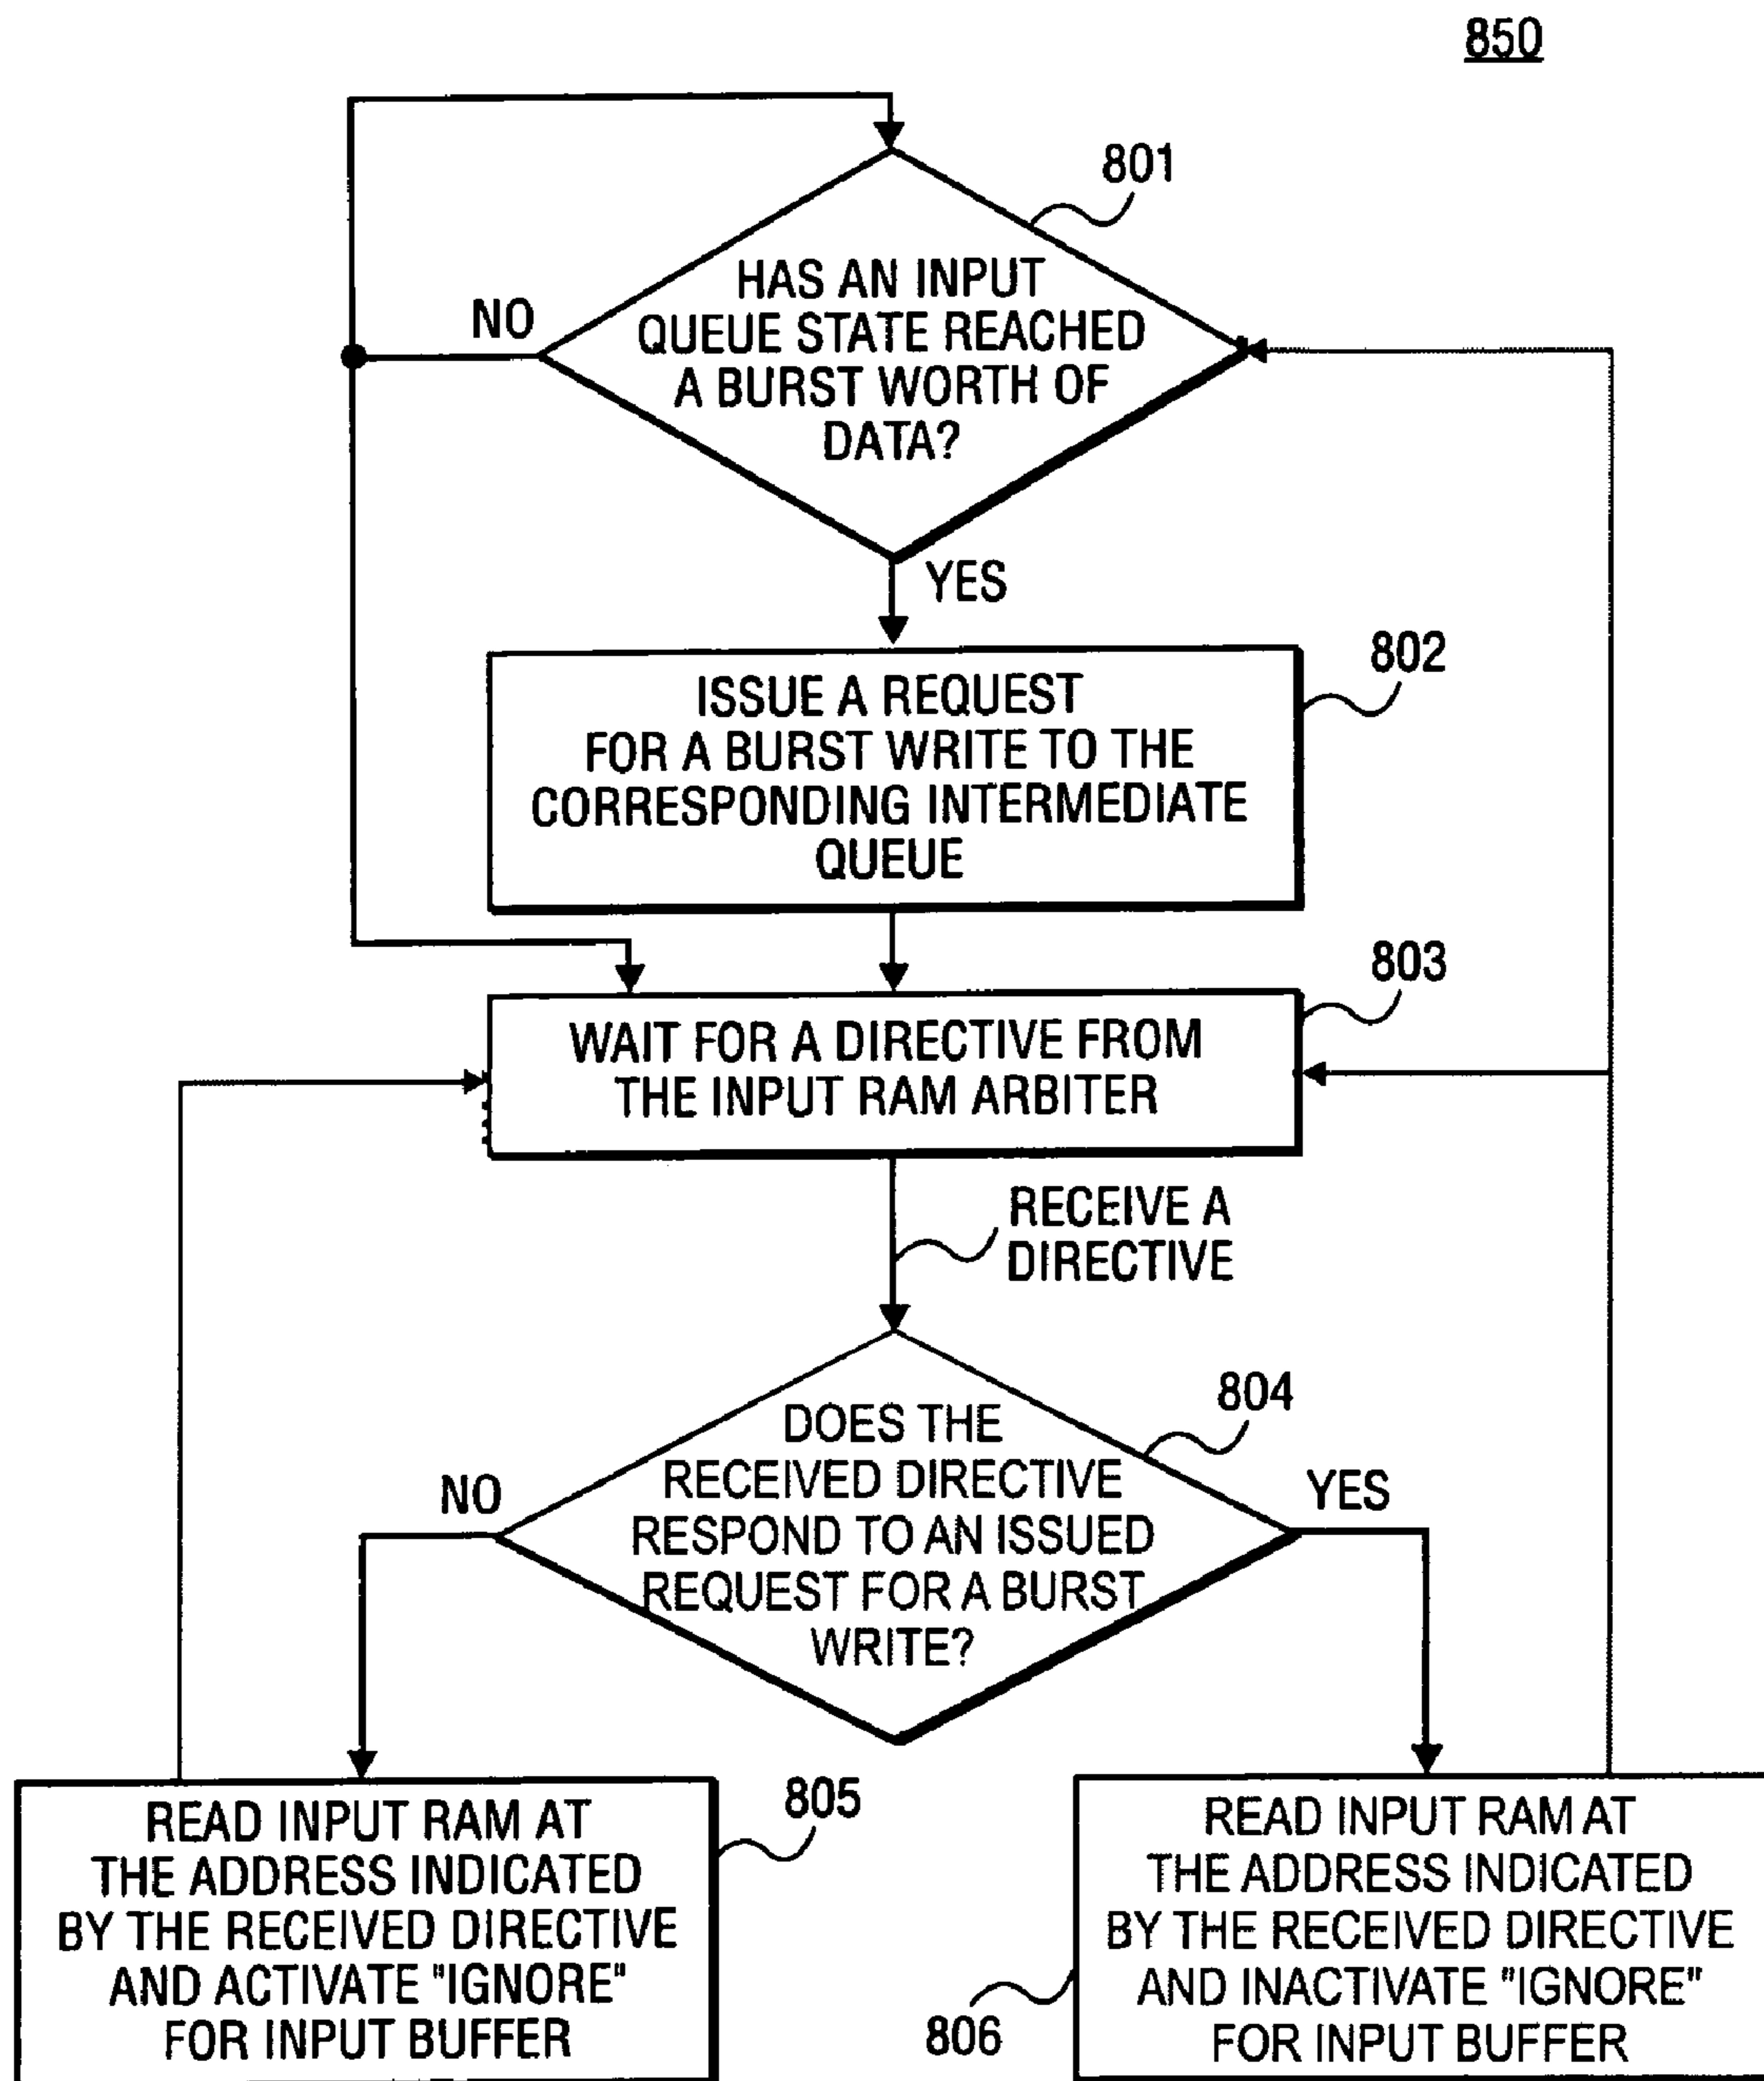 850
801
HAS AN INPUT
QUEUE STATE REACHED
A BURST WORTH OF
DATA?
NO
YES
802
ISSUE A REQUEST
FOR A BURST WRITE TO THE
CORRESPONDING INTERMEDIATE
QUEUE
803
WAIT FOR A DIRECTIVE FROM
THE INPUT RAM ARBITER
RECEIVE A
DIRECTIVE
804
DOES THE
RECEIVED DIRECTIVE
RESPOND TO AN ISSUED
REQUEST FOR A BURST
WRITE?
NO
YES
805
READ INPUT RAM AT
THE ADDRESS INDICATED
BY THE RECEIVED DIRECTIVE
AND ACTIVATE "IGNORE"
FOR INPUT BUFFER
806
READ INPUT RAM AT
THE ADDRESS INDICATED
BY THE RECEIVED DIRECTIVE
AND INACTIVATE "IGNORE"
FOR INPUT BUFFER